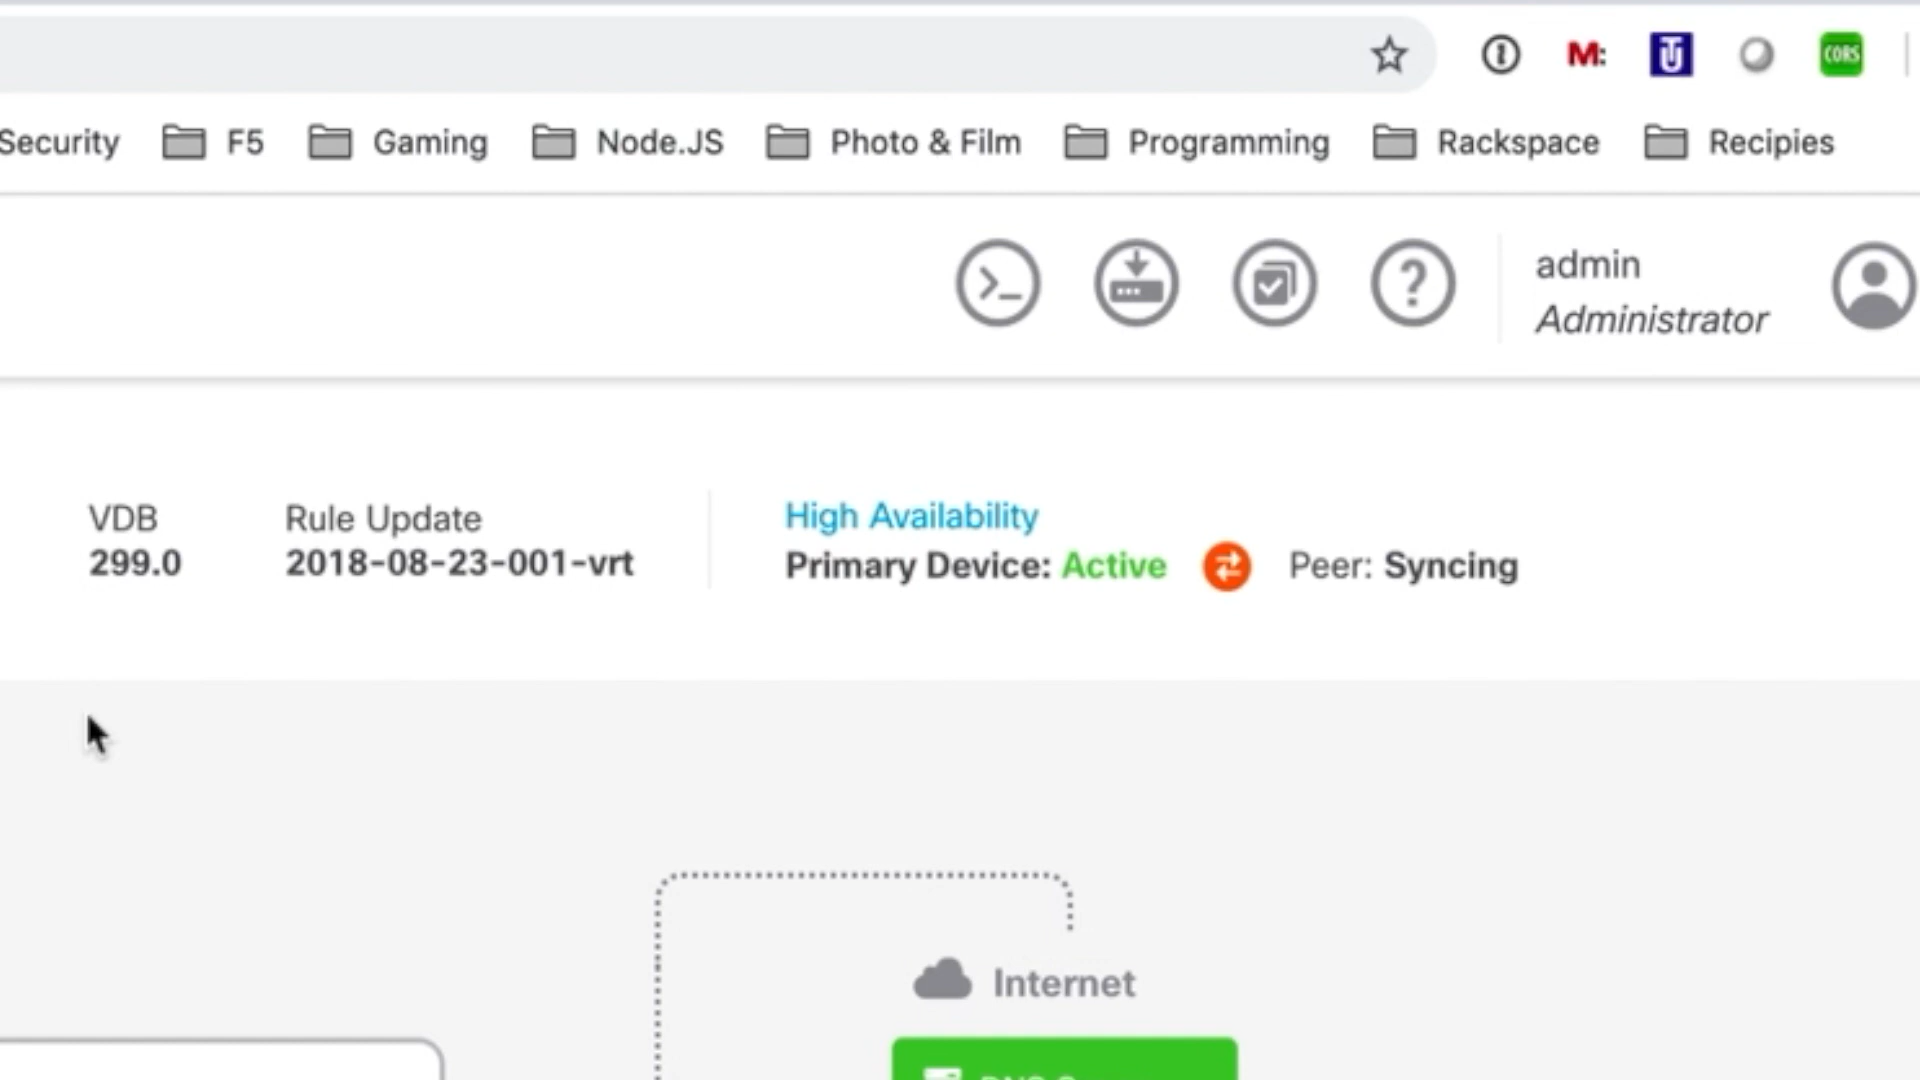 M:
CORS
Security F5 Gaming Node.JS Photo & Film Programming Rackspace Recipies
admin
Administrator
VDB
299.0
Rule Update
2018-08-23-001-vrt
High Availability
Primary Device: Active Peer: Syncing
Internet